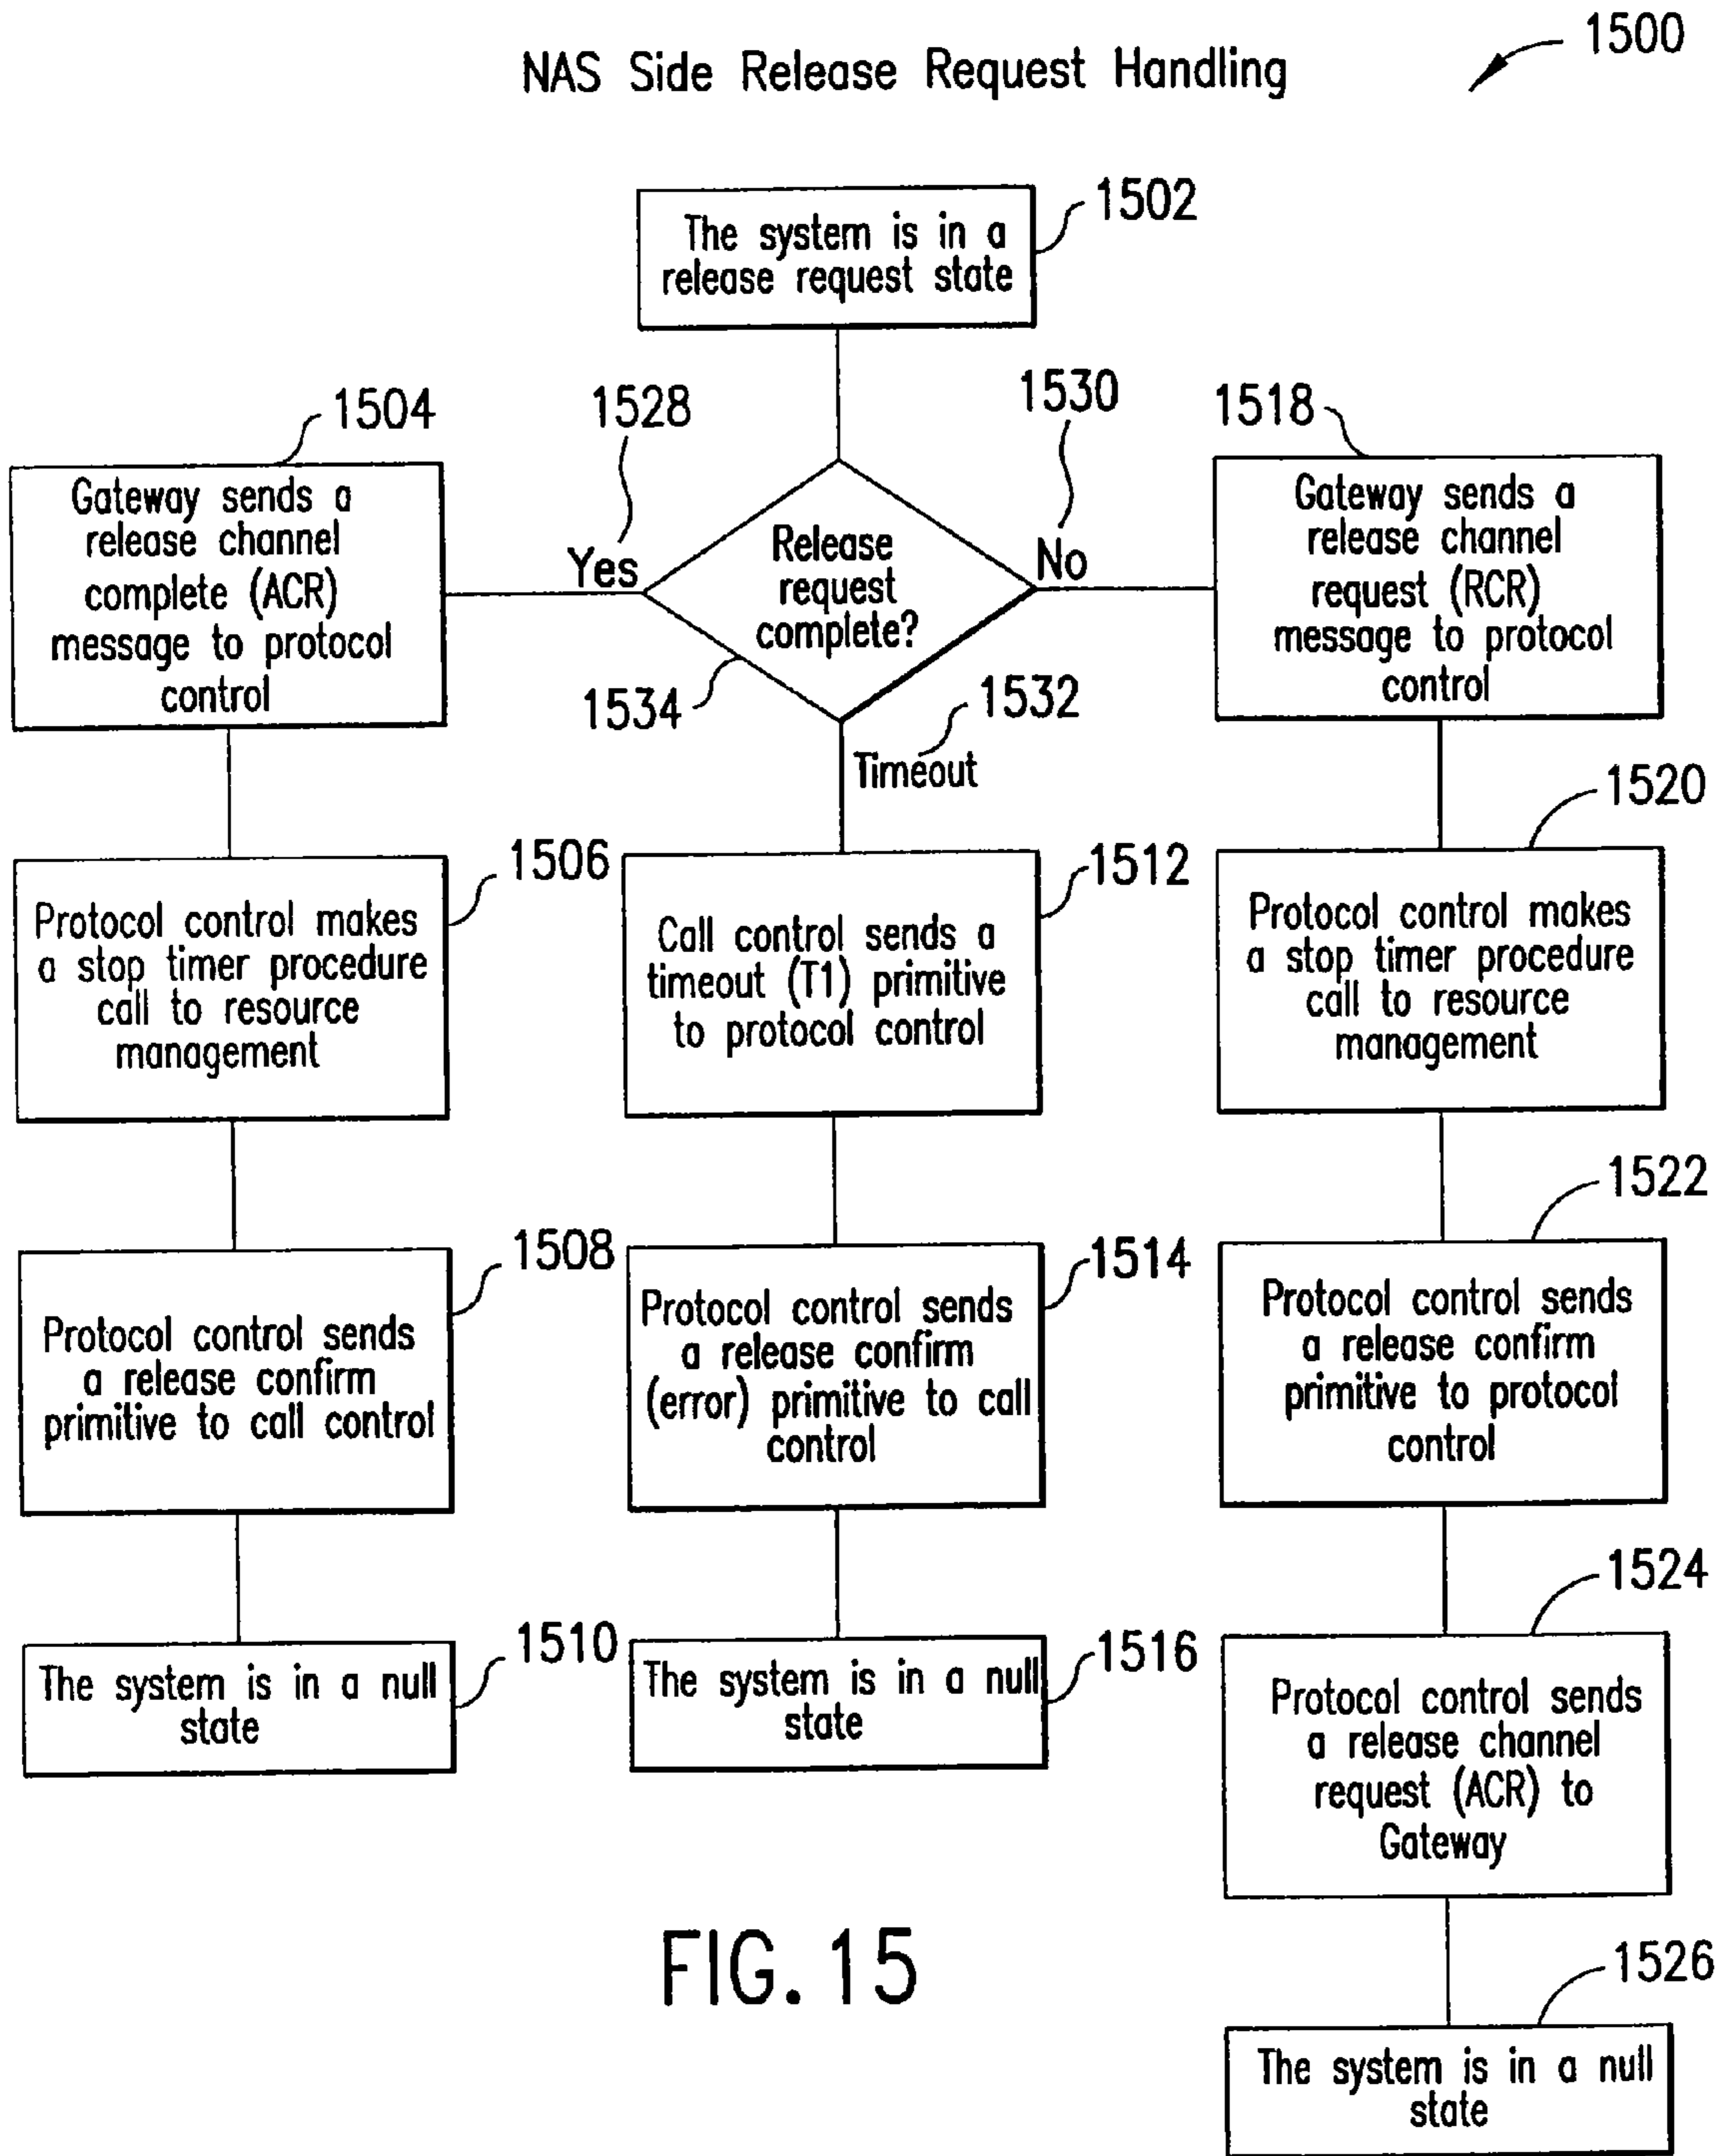 NAS Side Release Request Handling
1500
1502
The system is in a
release request state
1504
1528
1530
1518
Gateway sends a
release channel
complete (ACR)
message to protocol
control
Yes
Release
request
complete?
No
Gateway sends a
release channel
request (RCR)
message to protocol
control
1534
1532
Timeout
1506
1512
1520
Protocol control makes
a stop timer procedure
call to resource
management
Call control sends a
timeout (T1) primitive
to protocol control
Protocol control makes
a stop timer procedure
call to resource
management
1508
1514
1522
Protocol control sends
a release confirm
primitive to call control
Protocol control sends
a release confirm
(error) primitive to call
control
Protocol control sends
a release confirm
primitive to protocol
control
1510
1516
1524
The system is in a null
state
The system is in a null
state
Protocol control sends
a release channel
request (ACR) to
Gateway
1526
The system is in a null
state
FIG. 15